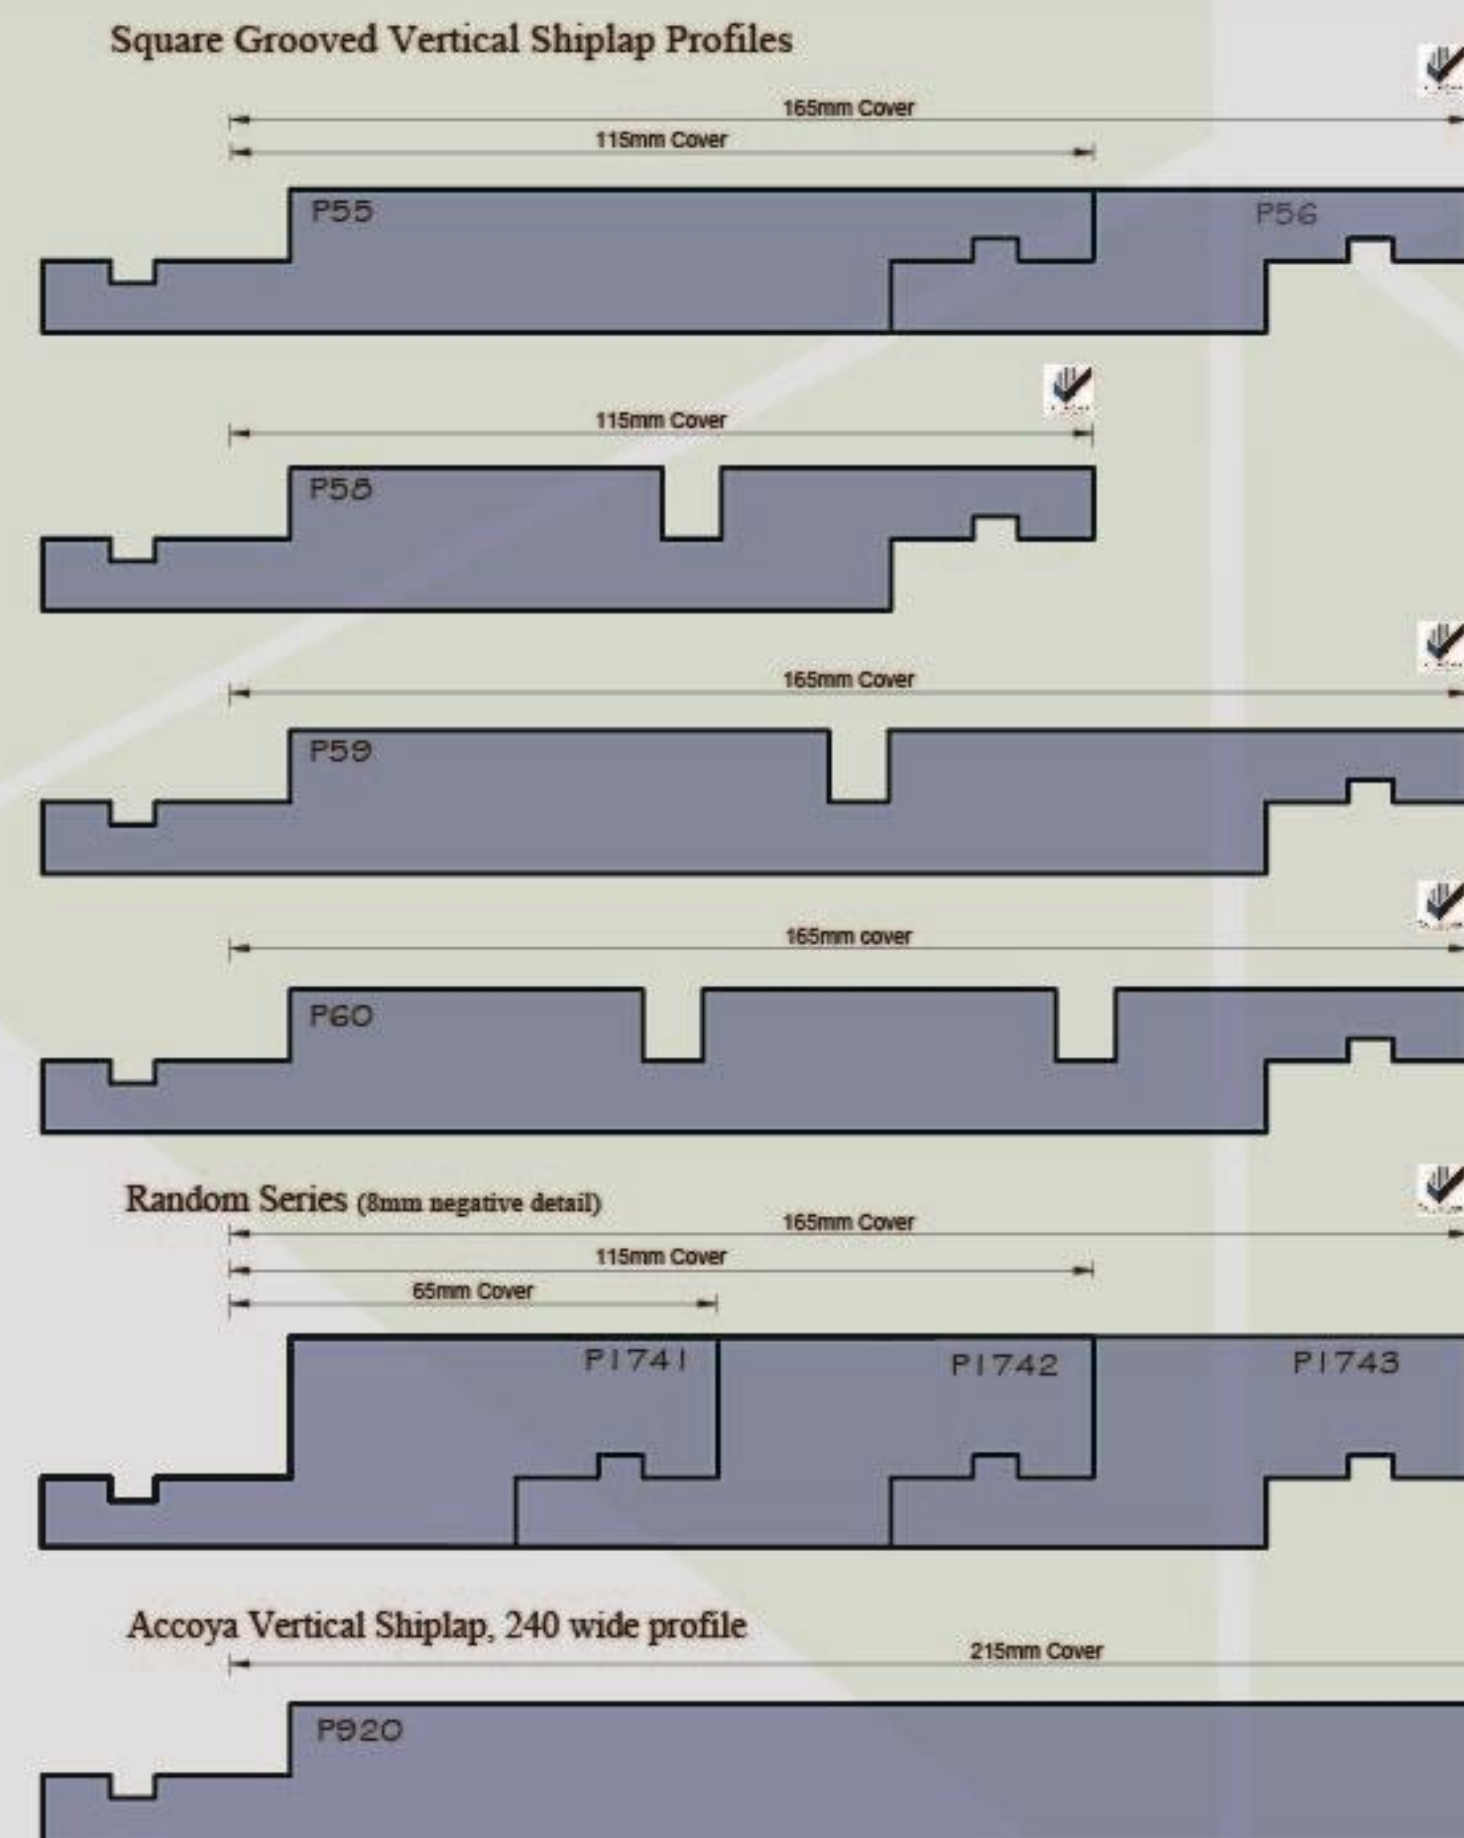 Square Grooved Vertical Shiplap Profiles
165mm Cover
115mm Cover
P55
P56
115mm Cover
P58
165mm Cover
P59
165mm cover
P60
Random Series (8mm negative detail)
165mm Cover
115mm Cover
65mm Cover
P1741
P1742
P1743
Accoya Vertical Shiplap, 240 wide profile
215mm Cover
P920